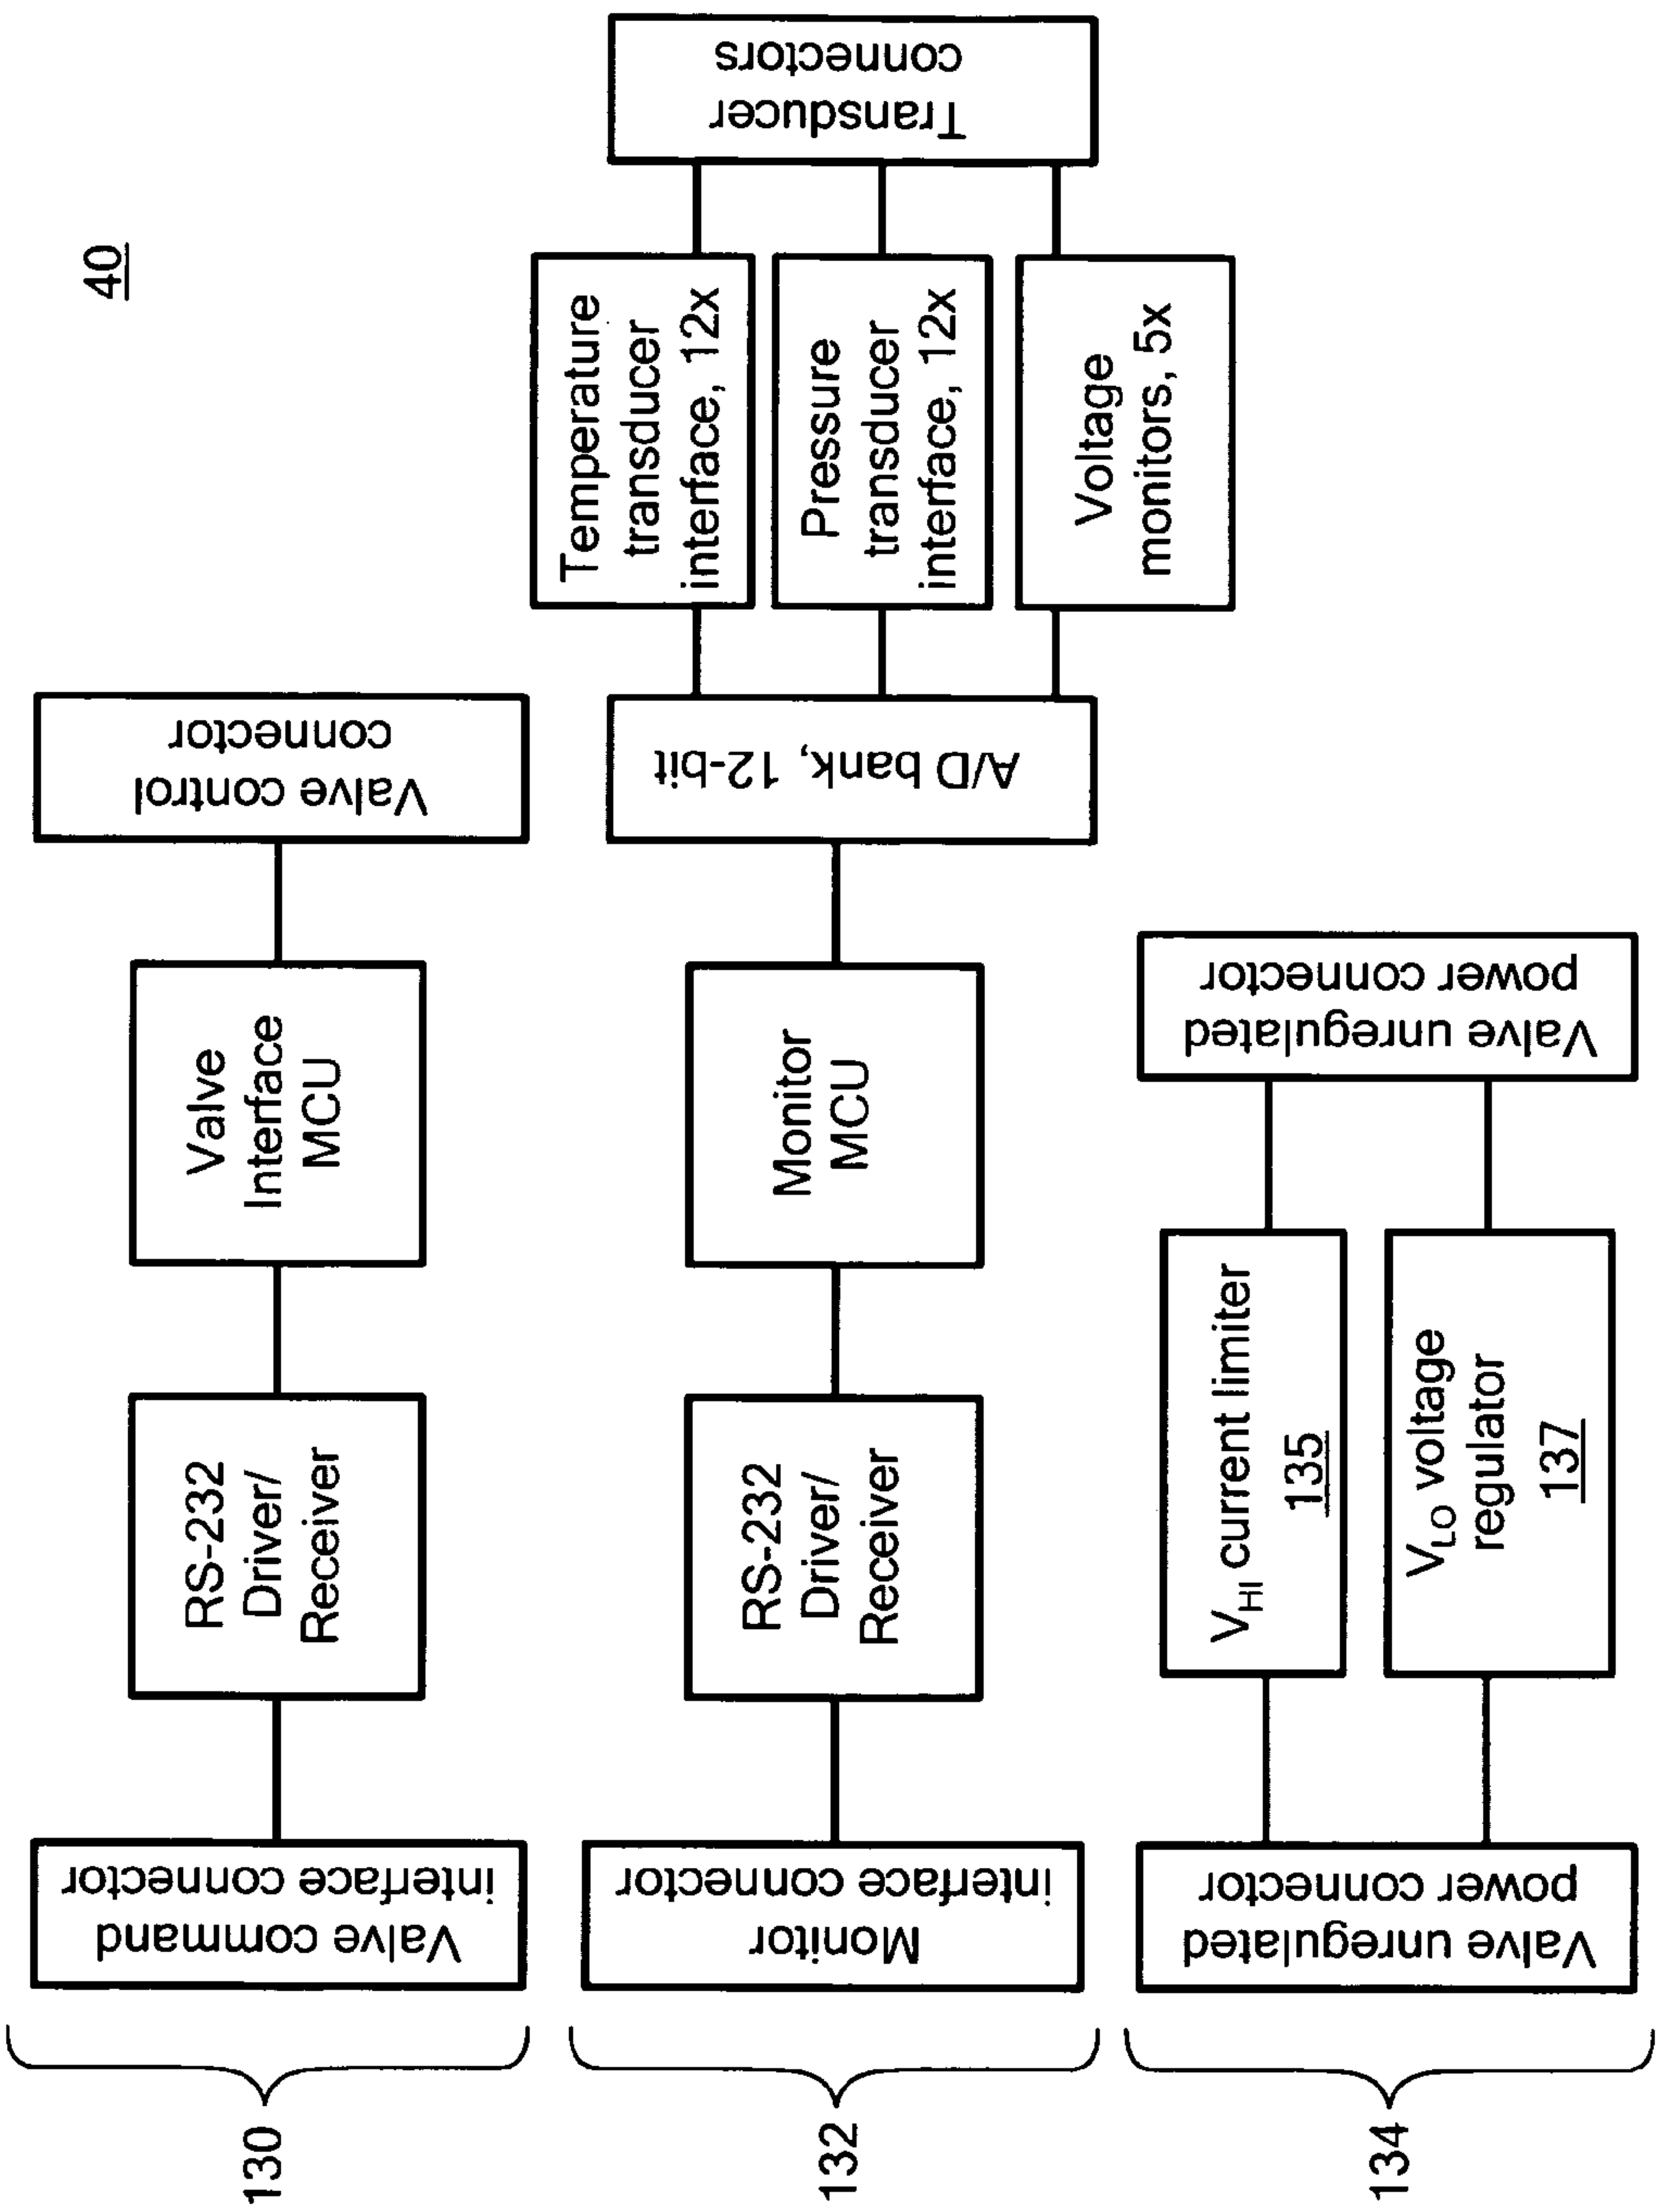 40
130
Valve command
interface connector
RS-232
Driver/
Receiver
Valve
Interface
MCU
Valve control
connector
132
Monitor
interface connector
RS-232
Driver/
Receiver
Monitor
MCU
A/D bank, 12-bit
Temperature
transducer
interface, 12x
Pressure
transducer
interface, 12x
Voltage
monitors, 5x
Transducer
connectors
134
Valve unregulated
power connector
V_HI current limiter
135
V_LO voltage
regulator
137
Valve unregulated
power connector